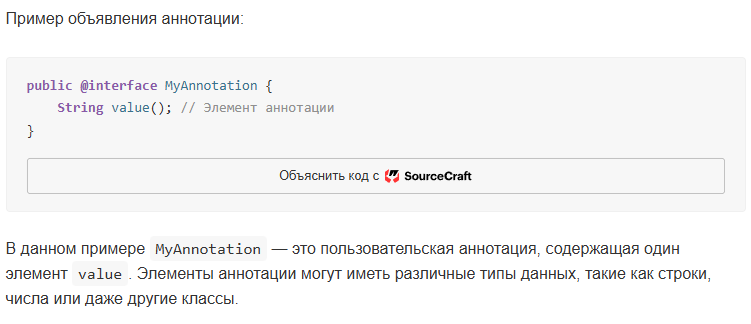 Пример объявления аннотации:
public @interface MyAnnotation {
    String value(); // Элемент аннотации
}
Объяснить код с SourceCraft
В данном примере MyAnnotation — это пользовательская аннотация, содержащая один
элемент value. Элементы аннотации могут иметь различные типы данных, такие как строки,
числа или даже другие классы.